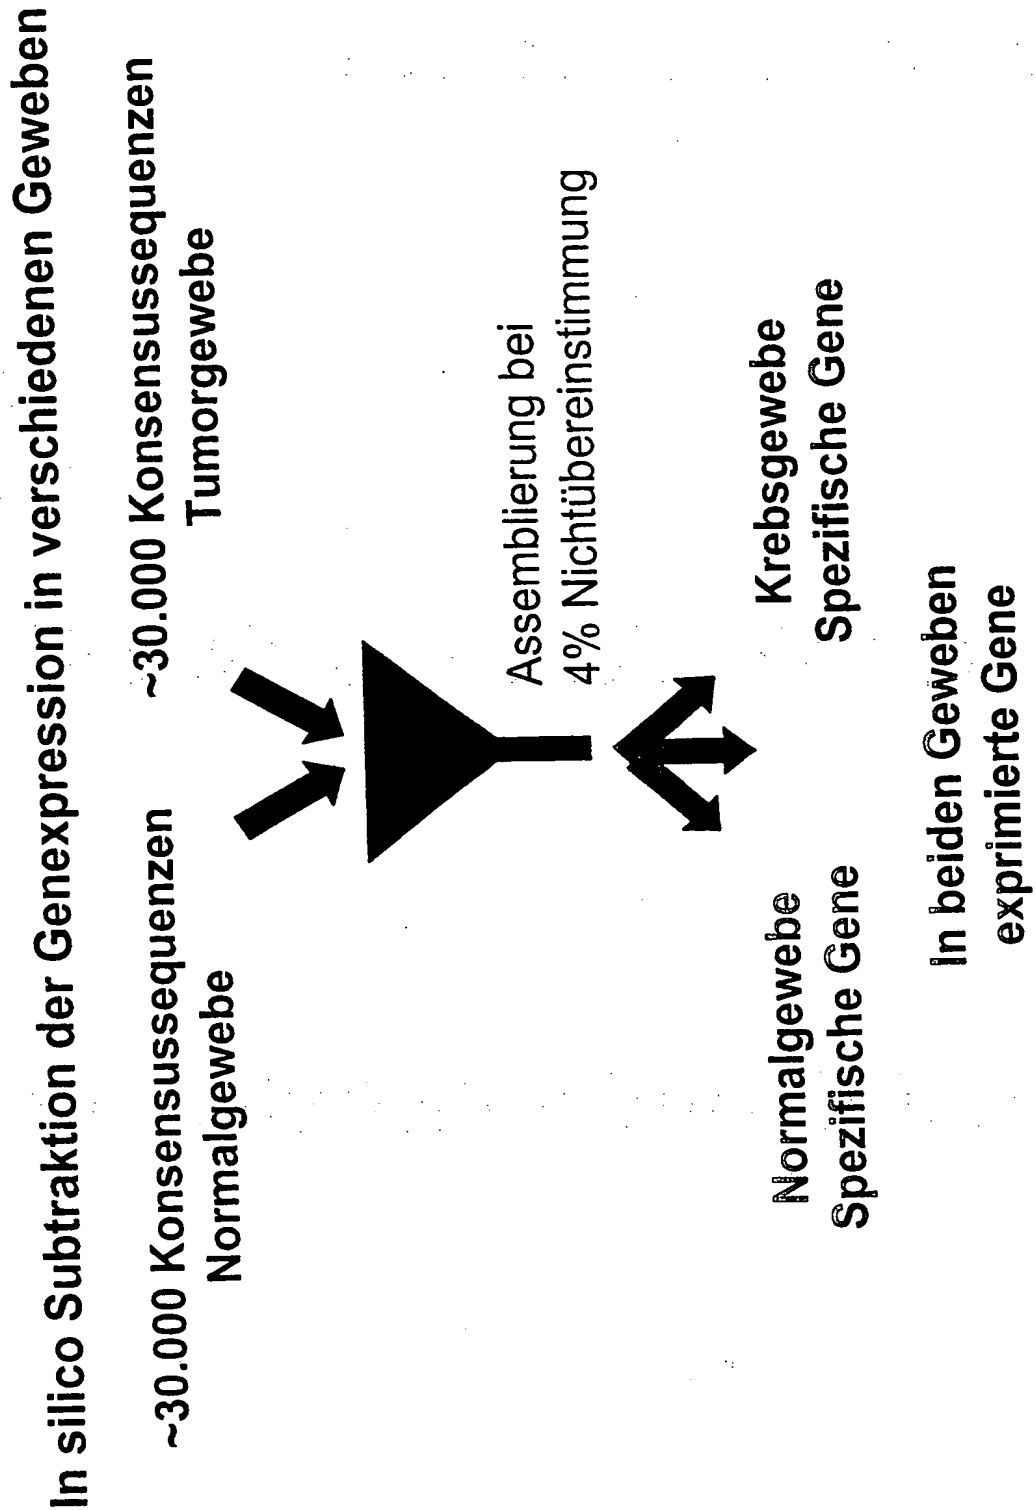 In silico Subtraktion der Genexpression in verschiedenen Geweben
~30.000 Konsensussequenzen
Normalgewebe
~30.000 Konsensussequenzen
Tumorgewebe
Assemblierung bei
4% Nichtübereinstimmung
Normalgewebe
Spezifische Gene
Krebsgewebe
Spezifische Gene
In beiden Geweben
exprimierte Gene